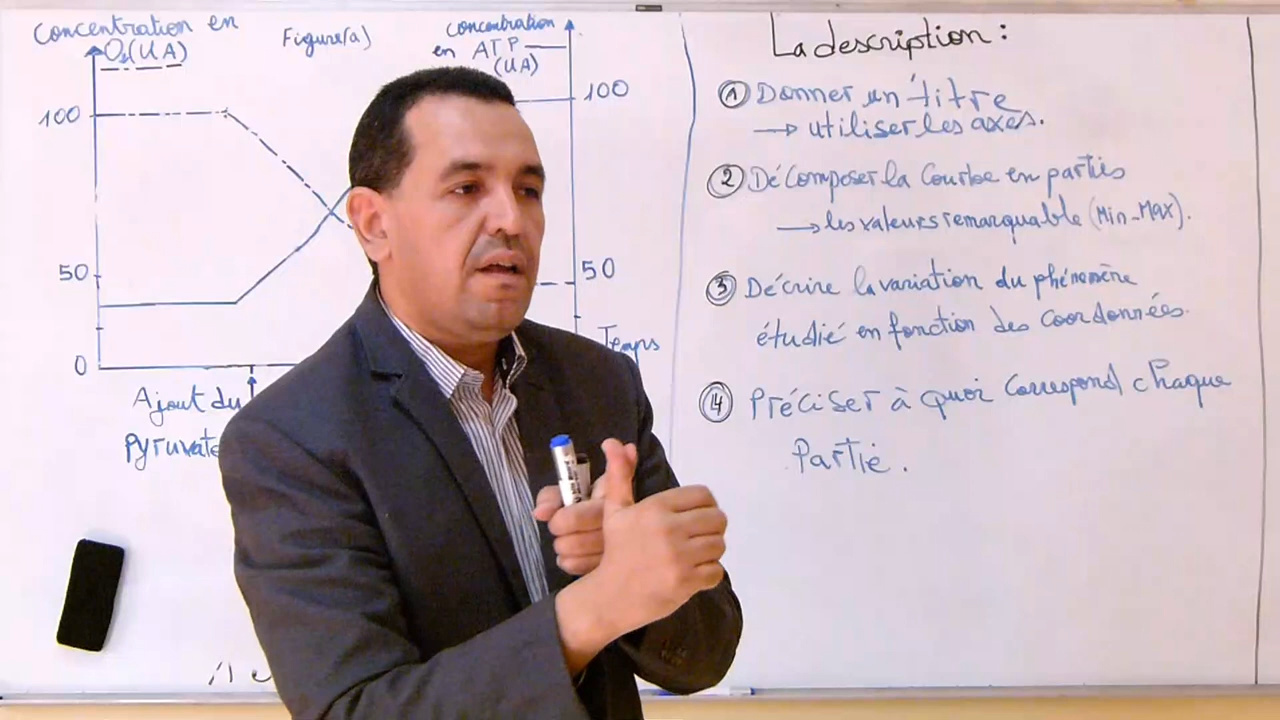 Concentration en
O₂(UA)
Figure(a)
concentration
en ATP
(UA)
100
100
50
50
0
Temps
Ajout du
Pyruvate
La description :
① Donner un titre
→ utiliser les axes.
② Décomposer la Courbe en parties
→ les valeurs remarquable (Min-Max).
③ Décrire la variation du phénomène
étudié en fonction des Coordonnées.
④ Préciser à quoi Correspond chaque
Partie.